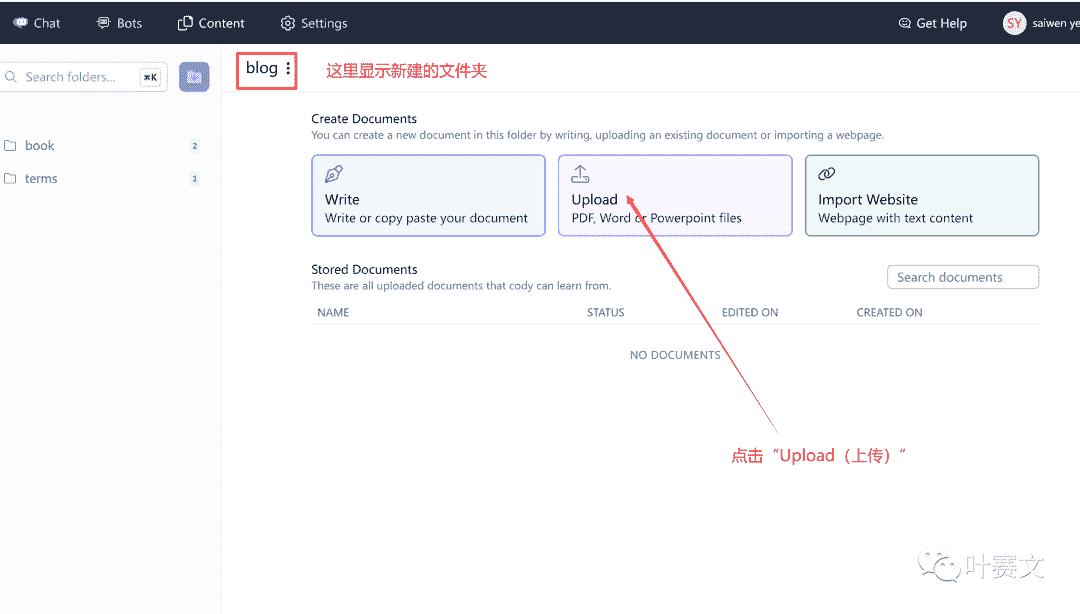 Chat Bots Content Settings Get Help SY saiwen ye
Search folders... ⌘K
blog 这里显示新建的文件夹
book 2
terms 1
Create Documents
You can create a new document in this folder by writing, uploading an existing document or importing a webpage.
Write
Write or copy paste your document
Upload
PDF, Word or Powerpoint files
Import Website
Webpage with text content
Stored Documents
These are all uploaded documents that cody can learn from.
Search documents
NAME STATUS EDITED ON CREATED ON
NO DOCUMENTS
点击“Upload（上传）”
叶赛文